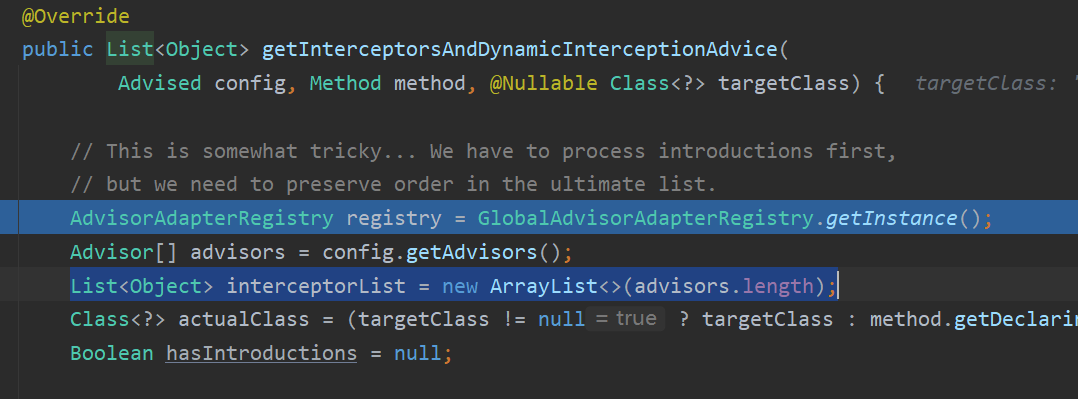 @Override
public List<Object> getInterceptorsAndDynamicInterceptionAdvice(
Advised config, Method method, @Nullable Class<?> targetClass) { targetClass:
// This is somewhat tricky... We have to process introductions first,
// but we need to preserve order in the ultimate list.
AdvisorAdapterRegistry registry = GlobalAdvisorAdapterRegistry.getInstance();
Advisor[] advisors = config.getAdvisors();
List<Object> interceptorList = new ArrayList<>(advisors.length);
Class<?> actualClass = (targetClass != null = true ? targetClass : method.getDeclarin
Boolean hasIntroductions = null;